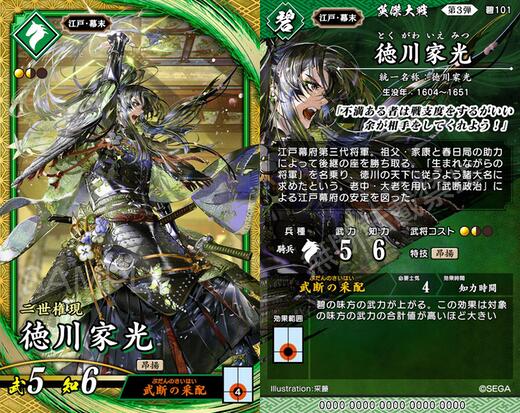 江戸・幕末
二世権現
徳川家光
昂揚
武5 知6
ぶだんのさいはい
武断の采配
4
碧
江戸・幕末
英傑大戦
第3弾
碧101
とくがわ いえみつ
徳川家光
統一名称：徳川家光
生没年：1604～1651
「不満ある者は戦支度をするがいい
余が相手をしてくれよう！」
江戸幕府第三代将軍。祖父・家康と春日局の助力
によって後継の座を勝ち取る。「生まれながらの
将軍」を名乗り、徳川の天下に従うよう諸大名に
求めたという。老中・大老を用い「武断政治」に
よる江戸幕府の安定を図った。
兵種 武力 知力 武将コスト
騎兵 5 6 特技 昂揚
ぶだんのさいはい 必要士気 効果時間
武断の采配 4 知力時間
碧の味方の武力が上がる。この効果は対象
の味方の武力の合計値が高いほど大きい
効果範囲
Illustration:采藤
©SEGA
0000-0000-0000-0000-0000